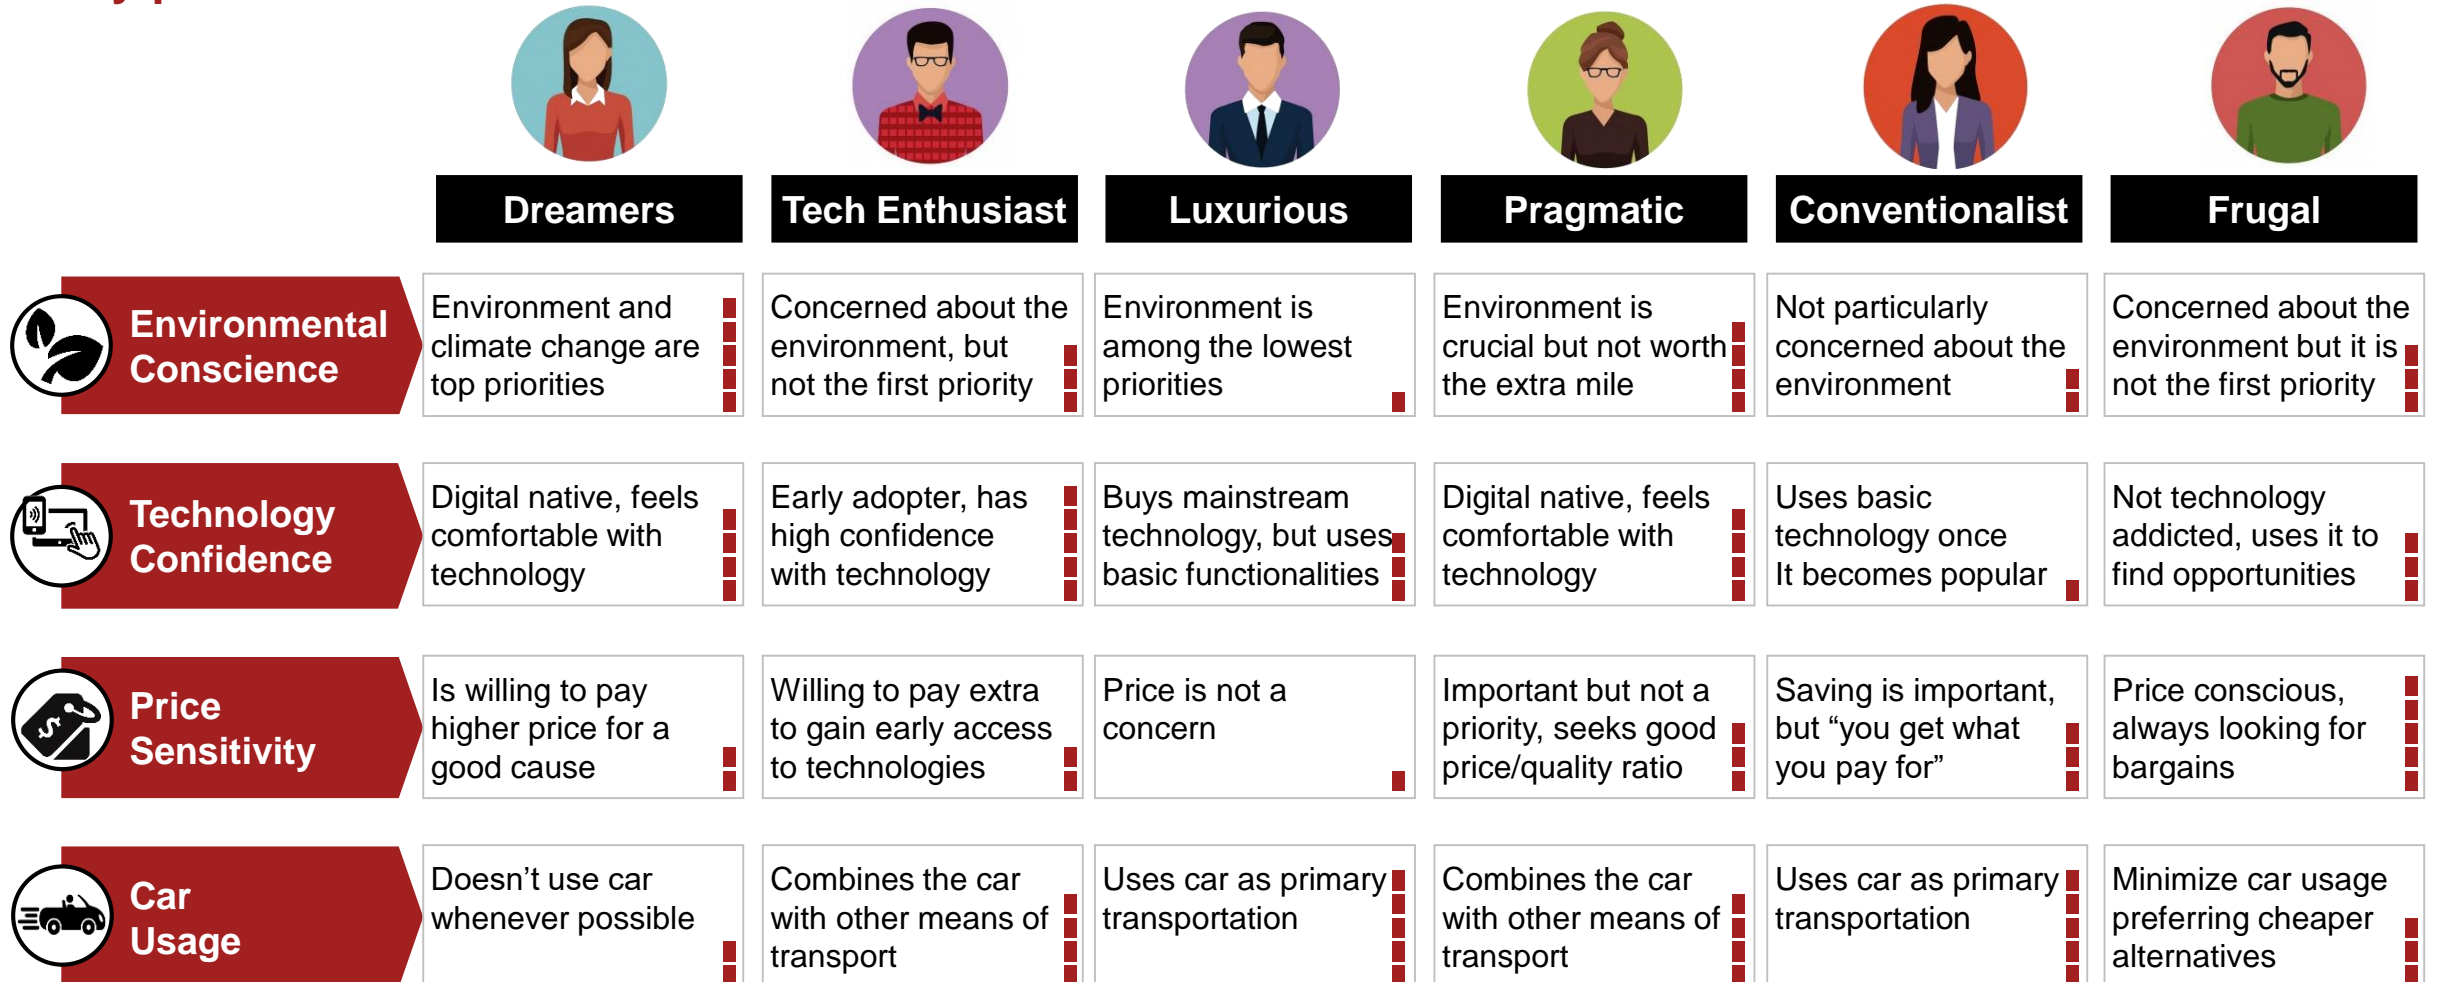 Dreamers
Tech Enthusiast
Luxurious
Pragmatic
Conventionalist
Frugal
Environmental
Conscience
Environment and
climate change are
top priorities
Concerned about the
environment, but
not the first priority
Environment is
among the lowest
priorities
Environment is
crucial but not worth
the extra mile
Not particularly
concerned about the
environment
Concerned about the
environment but it is
not the first priority
Technology
Confidence
Digital native, feels
comfortable with
technology
Early adopter, has
high confidence
with technology
Buys mainstream
technology, but uses
basic functionalities
Digital native, feels
comfortable with
technology
Uses basic
technology once
It becomes popular
Not technology
addicted, uses it to
find opportunities
Price
Sensitivity
Is willing to pay
higher price for a
good cause
Willing to pay extra
to gain early access
to technologies
Price is not a
concern
Important but not a
priority, seeks good
price/quality ratio
Saving is important,
but “you get what
you pay for”
Price conscious,
always looking for
bargains
Car
Usage
Doesn’t use car
whenever possible
Combines the car
with other means of
transport
Uses car as primary
transportation
Combines the car
with other means of
transport
Uses car as primary
transportation
Minimize car usage
preferring cheaper
alternatives